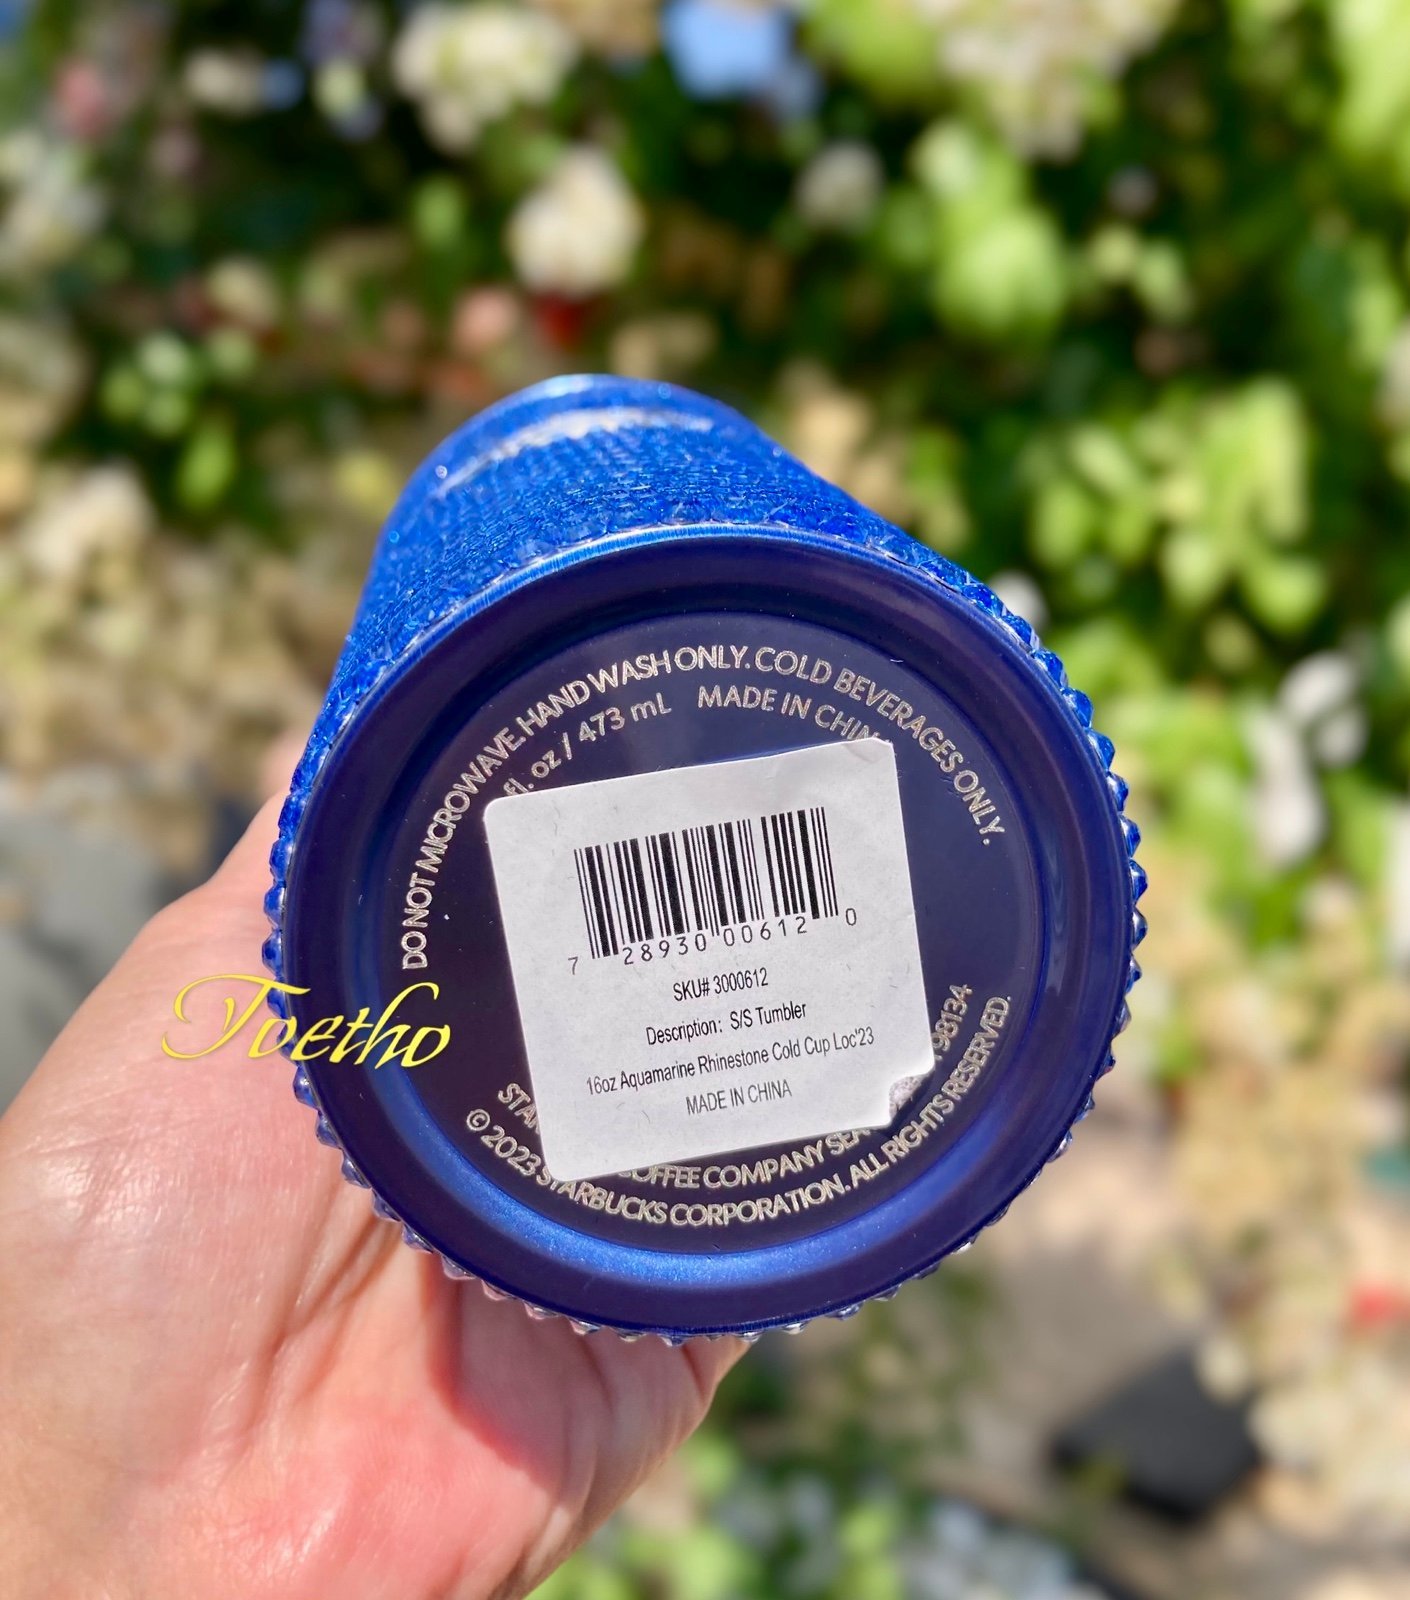 DO NOT MICROWAVE. HAND WASH ONLY. COLD BEVERAGES ONLY.
fl. oz / 473 mL MADE IN CHIN
7 28930 00612 0
SKU# 3000612
Description: S/S Tumbler
16oz Aquamarine Rhinestone Cold Cup Loc'23
MADE IN CHINA
COFFEE COMPANY 98134
© 2023 STARBUCKS CORPORATION. ALL RIGHTS RESERVED.
Toetho